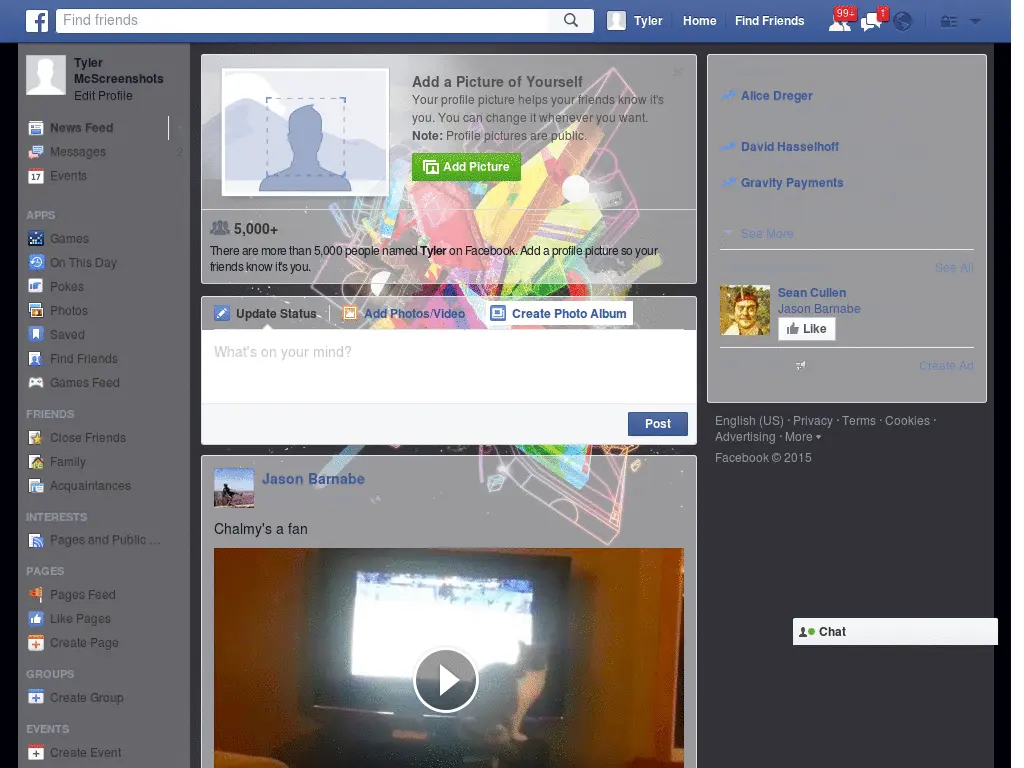 f
Find friends
Tyler
Home
Find Friends
99+
1
Tyler
McScreenshots
Edit Profile
News Feed
Messages 2
17 Events
APPS
Games
On This Day
Pokes
Photos
Saved
Find Friends
Games Feed
FRIENDS
Close Friends
Family
Acquaintances
INTERESTS
Pages and Public ...
PAGES
Pages Feed
Like Pages
Create Page
GROUPS
Create Group
EVENTS
Create Event
Add a Picture of Yourself
Your profile picture helps your friends know it's
you. You can change it whenever you want.
Note: Profile pictures are public.
Add Picture
5,000+
There are more than 5,000 people named Tyler on Facebook. Add a profile picture so your
friends know it's you.
Update Status
Add Photos/Video
Create Photo Album
What's on your mind?
Post
Jason Barnabe
Chalmy's a fan
Alice Dreger
David Hasselhoff
Gravity Payments
See More
See All
Sean Cullen
Jason Barnabe
Like
Create Ad
English (US) · Privacy · Terms · Cookies ·
Advertising · More
Facebook © 2015
Chat